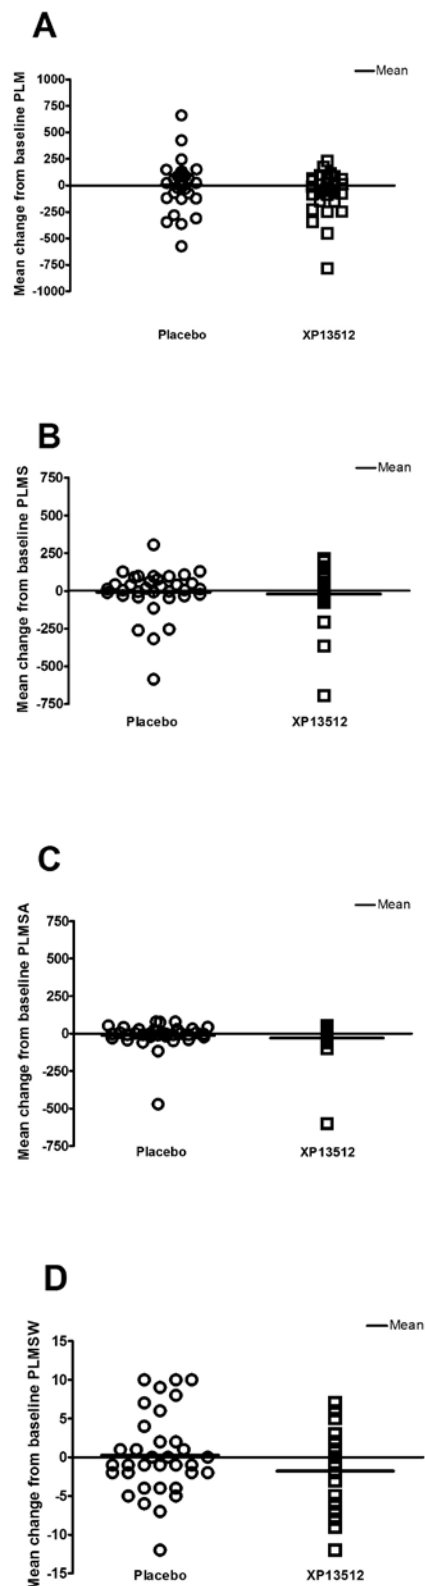 A
Mean
Mean change from baseline PLM
1000
750
500
250
0
-250
-500
-750
-1000
Placebo XP13512
B
Mean
Mean change from baseline PLMS
750
500
250
0
-250
-500
-750
Placebo XP13512
C
Mean
Mean change from baseline PLMSA
750
500
250
0
-250
-500
-750
Placebo XP13512
D
Mean
Mean change from baseline PLMSW
15
10
5
0
-5
-10
-15
Placebo XP13512